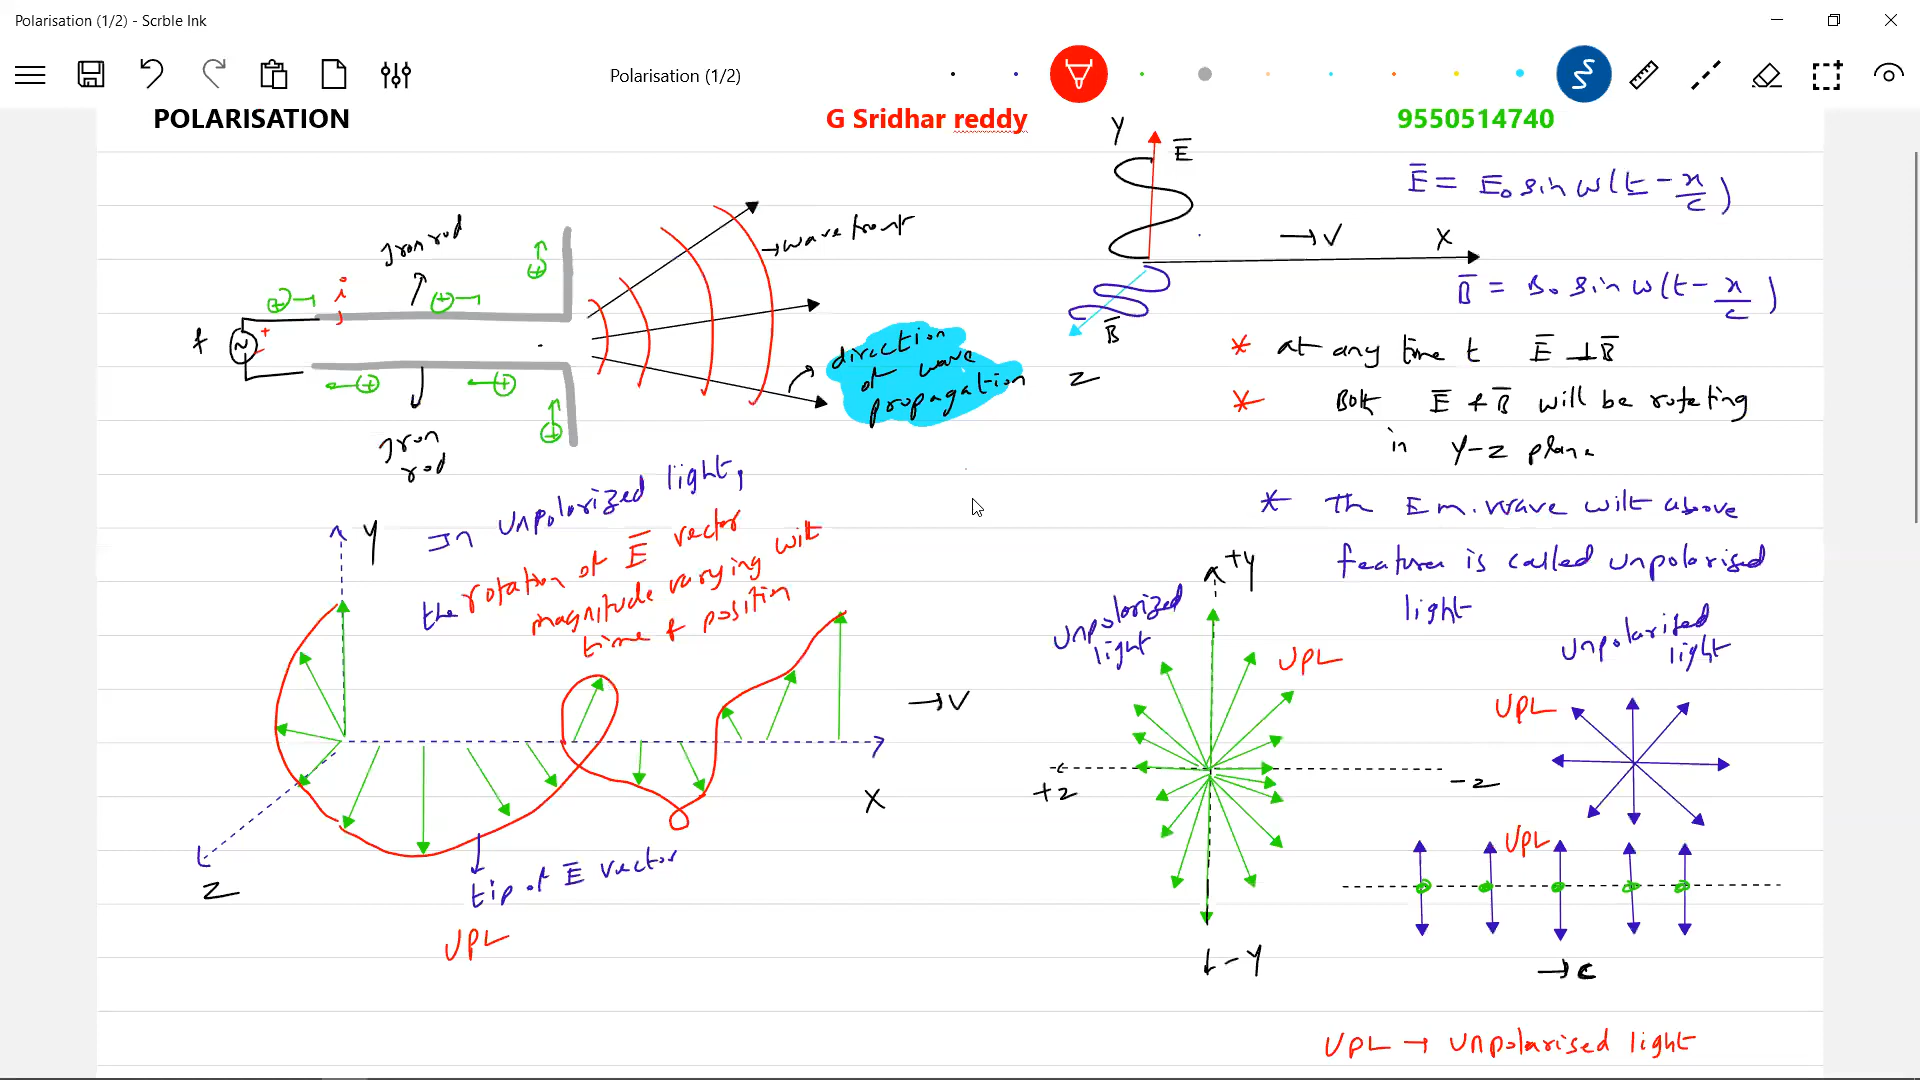 Polarisation (1/2) - Scrble Ink
Polarisation (1/2)
POLARISATION
G Sridhar reddy
9550514740
Iron rod
i
f
+
-
Iron
rod
→ wave front
direction
of wave
propagation
Y
E̅
→ V
X
B̅
Z
E̅ = E₀ sin ω(t - x/c)
B̅ = B₀ sin ω(t - x/c)
* at any time t E̅ ⊥ B̅
* Both E̅ & B̅ will be rotating
in Y-Z plane
* Th E m. wave with above
features is called unpolarised
light
In unpolarized light,
the rotation of E̅ vector
magnitude varying with
time & position
Y
→ V
X
Z
tip of E̅ vector
UPL
+Y
unpolarized
light
UPL
+Z
-Z
-Y
unpolarised
light
UPL
UPL
→ c
UPL → unpolarised light